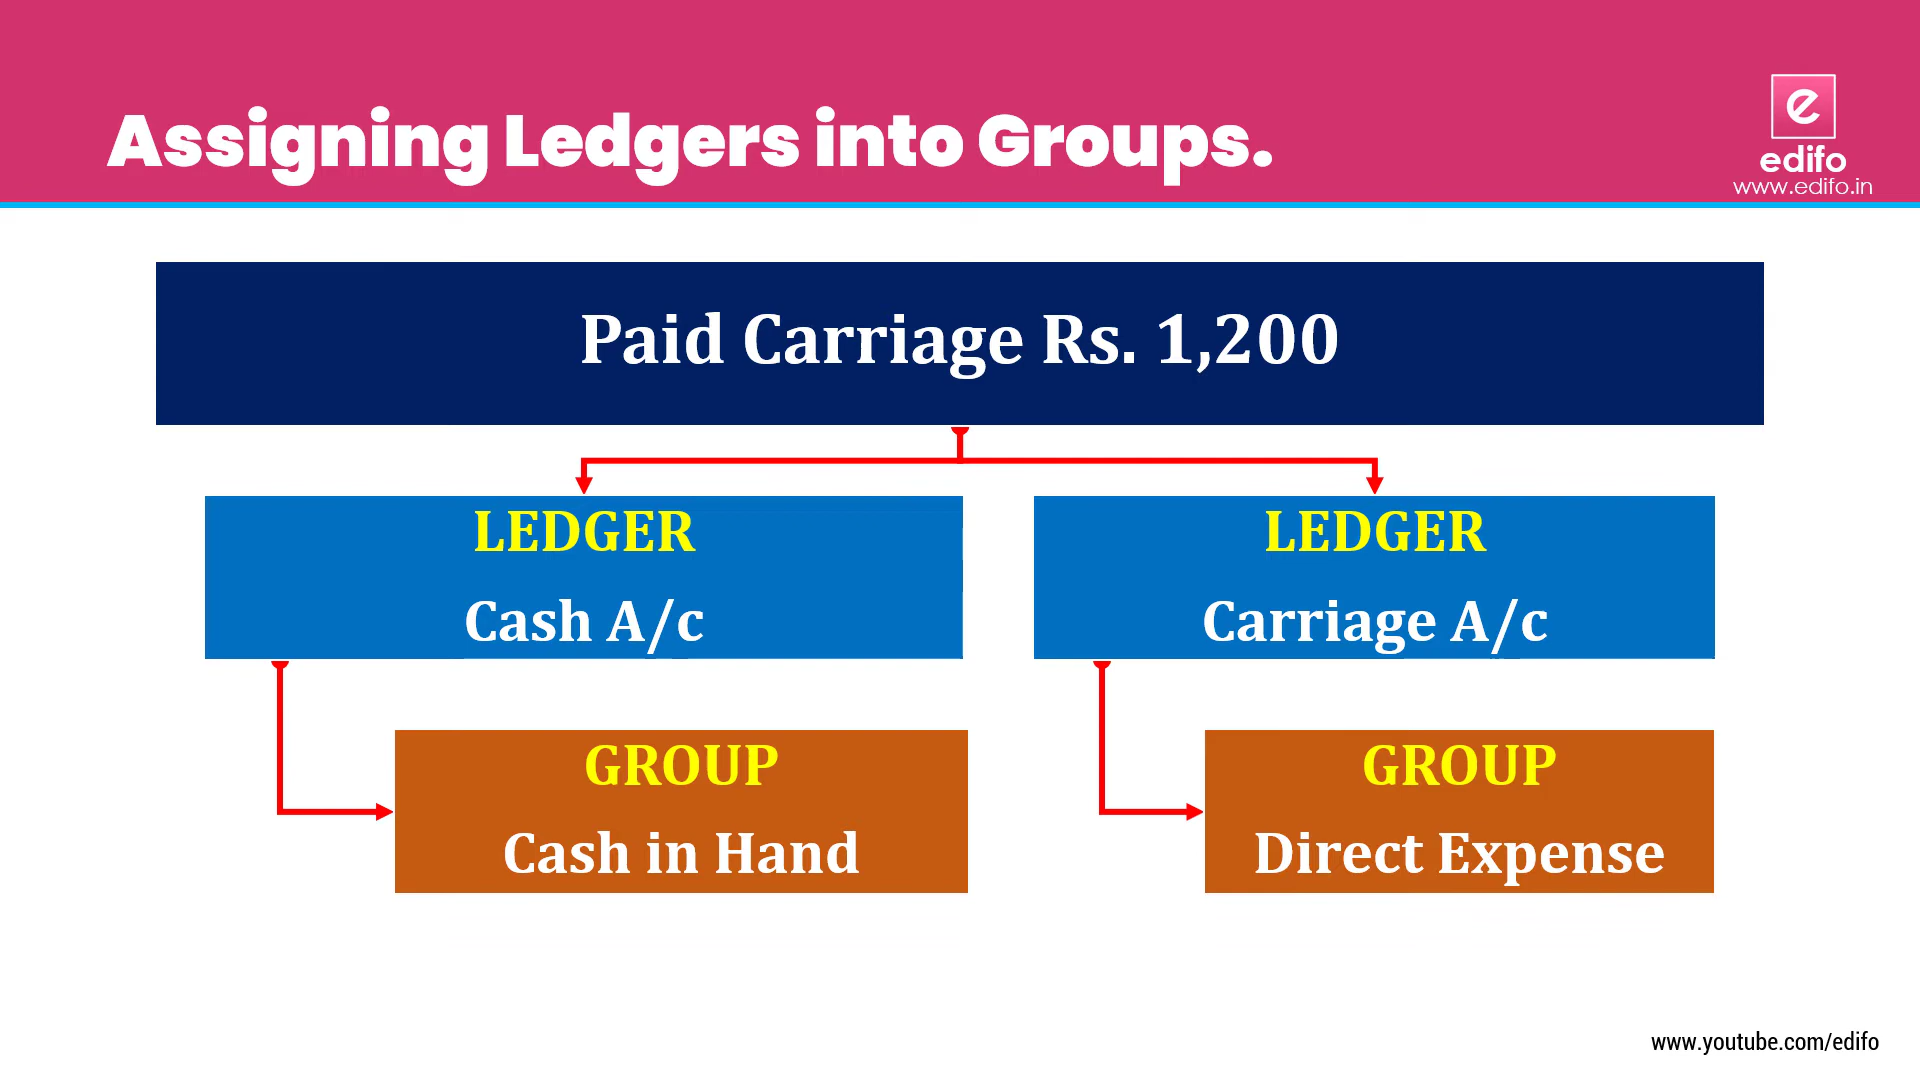 Assigning Ledgers into Groups.
e
edifo
www.edifo.in
Paid Carriage Rs. 1,200
LEDGER
Cash A/c
LEDGER
Carriage A/c
GROUP
Cash in Hand
GROUP
Direct Expense
www.youtube.com/edifo